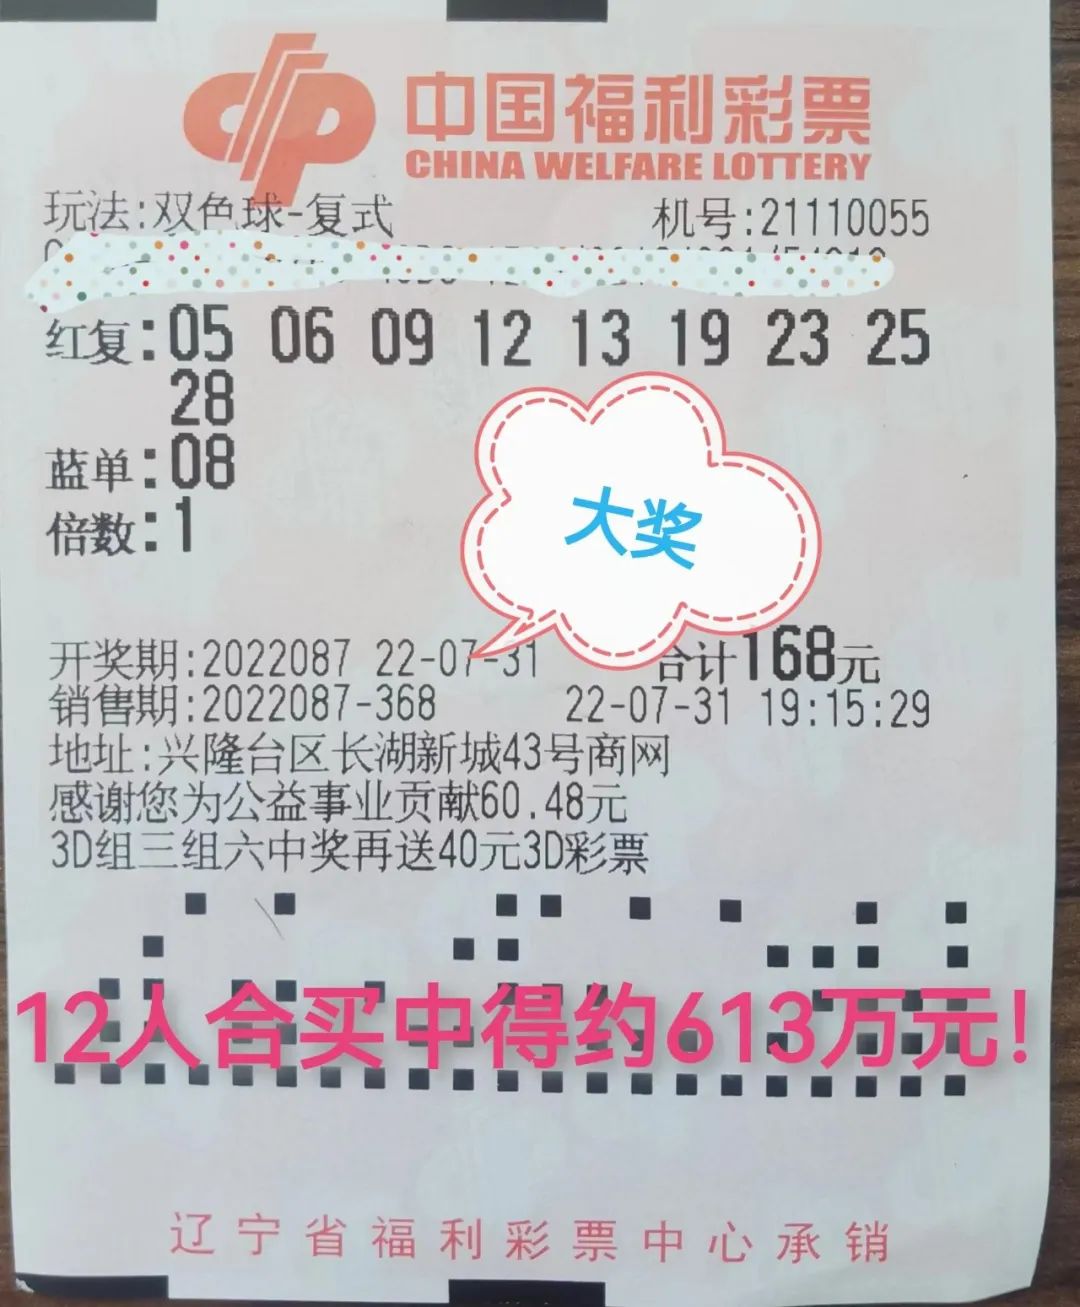 中国福利彩票
CHINA WELFARE LOTTERY
玩法:双色球-复式 机号:21110055
红复:05 06 09 12 13 19 23 25
28
蓝单:08
倍数:1
大奖
开奖期:2022087 22-07-31 合计168元
销售期:2022087-368 22-07-31 19:15:29
地址:兴隆台区长湖新城43号商网
感谢您为公益事业贡献60.48元
3D组三组六中奖再送40元3D彩票
12人合买中得约613万元!
辽宁省福利彩票中心承销